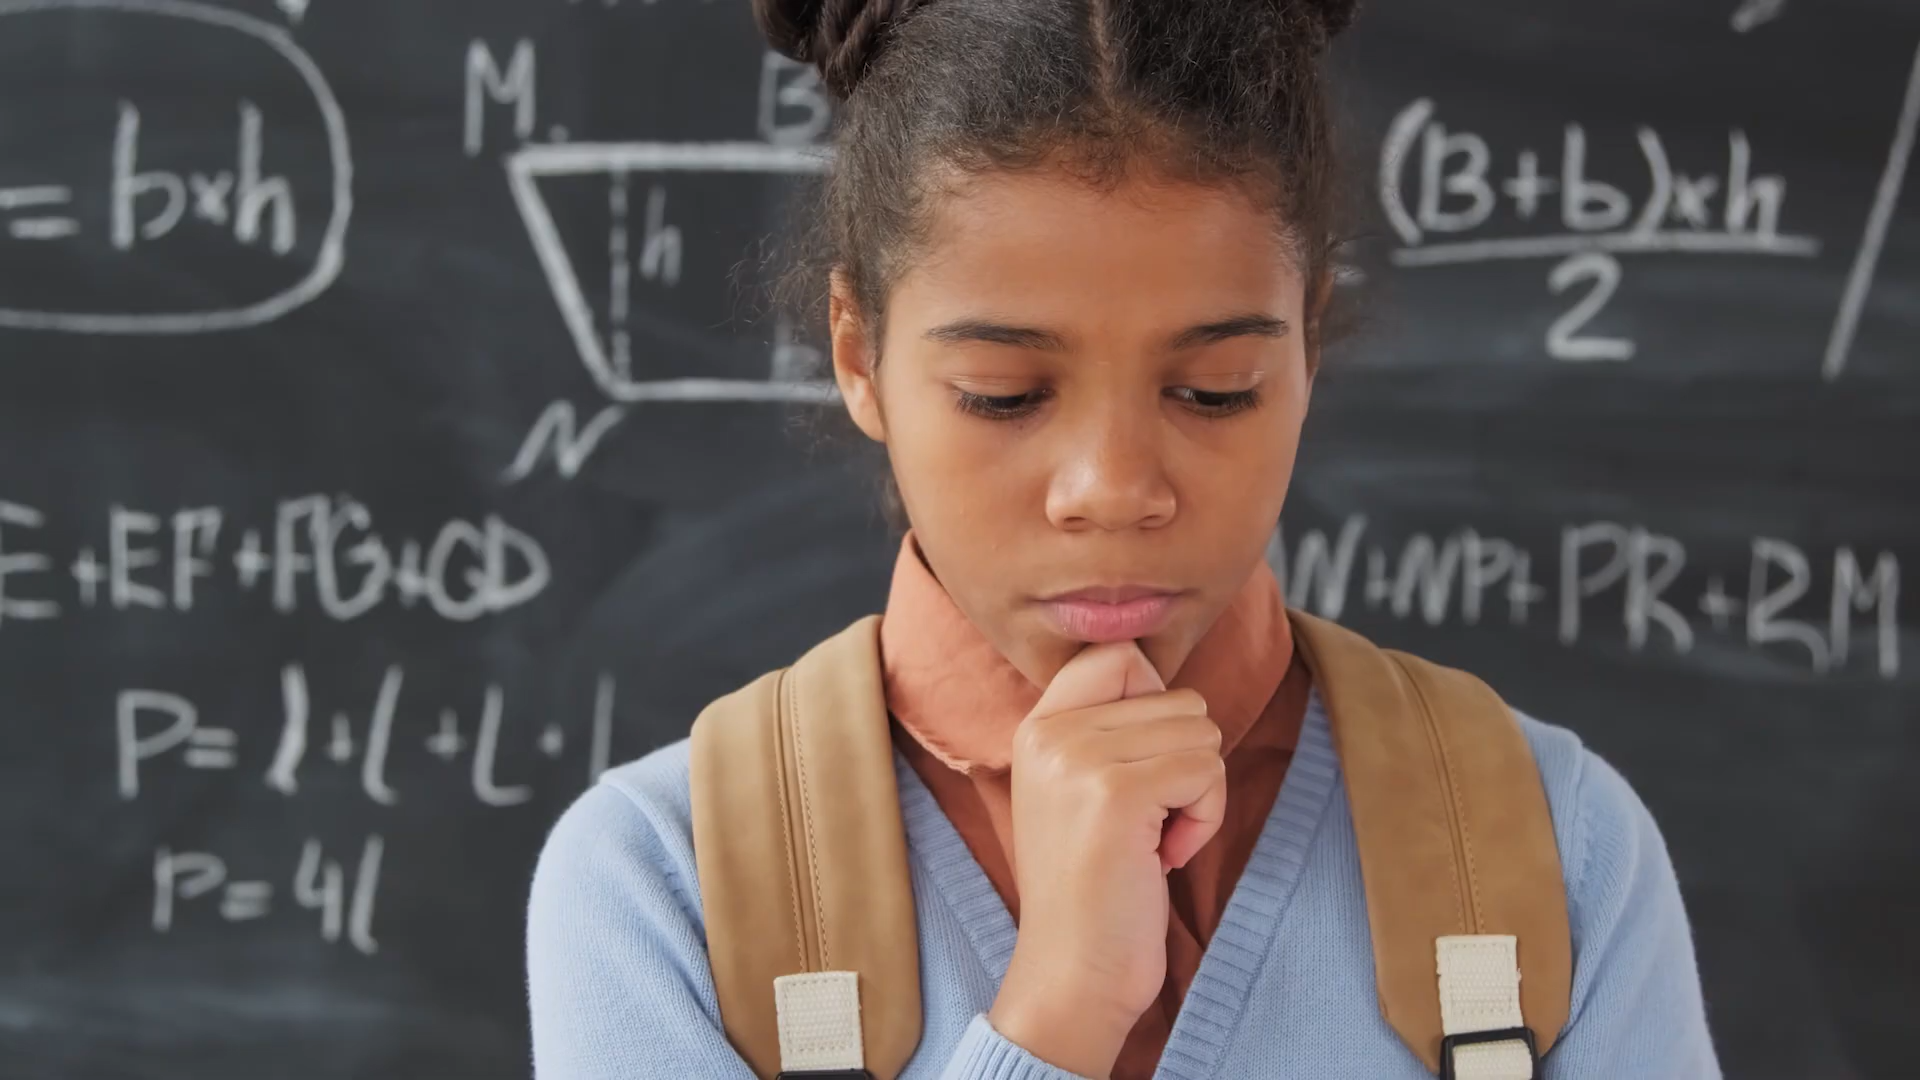 = b×h
M B
h
N
(B+b)×h
2
E+EF+FG+GD
N+NP+PR+RM
P= l+l+l+l
P= 4l